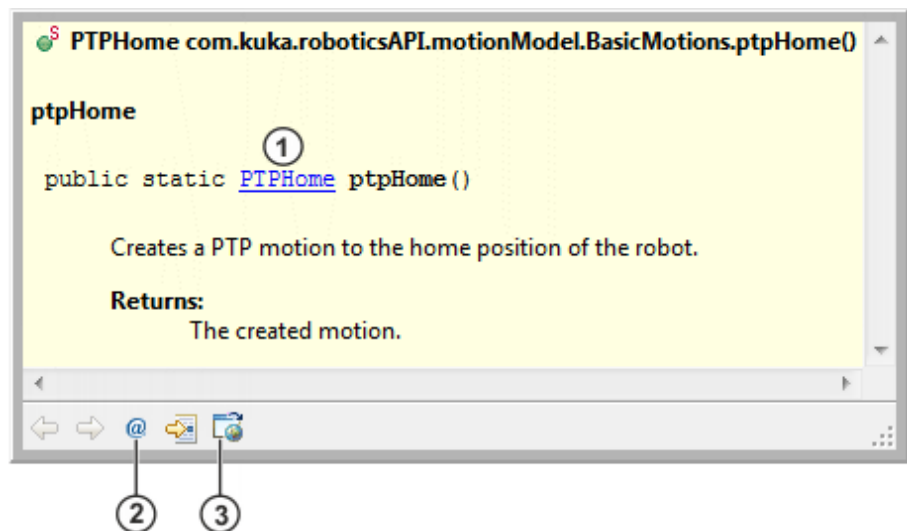 S PTPHome com.kuka.roboticsAPI.motionModel.BasicMotions.ptpHome()
ptpHome
1
public static PTPHome ptpHome()
Creates a PTP motion to the home position of the robot.
Returns:
The created motion.
@
2 3